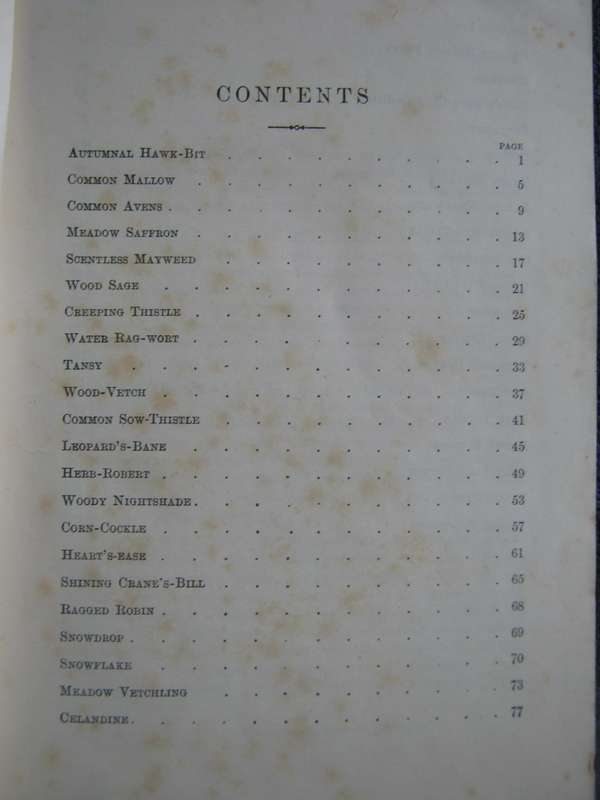 CONTENTS
PAGE
AUTUMNAL HAWK-BIT . . . . . . . . . . 1
COMMON MALLOW . . . . . . . . . . . 5
COMMON AVENS . . . . . . . . . . . . 9
MEADOW SAFFRON . . . . . . . . . . . 13
SCENTLESS MAYWEED . . . . . . . . . . 17
WOOD SAGE . . . . . . . . . . . . 21
CREEPING THISTLE . . . . . . . . . . . 25
WATER RAG-WORT . . . . . . . . . . . 29
TANSY . . . . . . . . . . . . . 33
WOOD-VETCH . . . . . . . . . . . . 37
COMMON SOW-THISTLE . . . . . . . . . . 41
LEOPARD'S-BANE . . . . . . . . . . . 45
HERB-ROBERT . . . . . . . . . . . . 49
WOODY NIGHTSHADE . . . . . . . . . . . 53
CORN-COCKLE . . . . . . . . . . . . 57
HEART'S-EASE . . . . . . . . . . . . 61
SHINING CRANE'S-BILL . . . . . . . . . . 65
RAGGED ROBIN . . . . . . . . . . . . 68
SNOWDROP . . . . . . . . . . . . . 69
SNOWFLAKE . . . . . . . . . . . 70
MEADOW VETCHLING . . . . . . . . . . 73
CELANDINE . . . . . . . . . . . . . 77